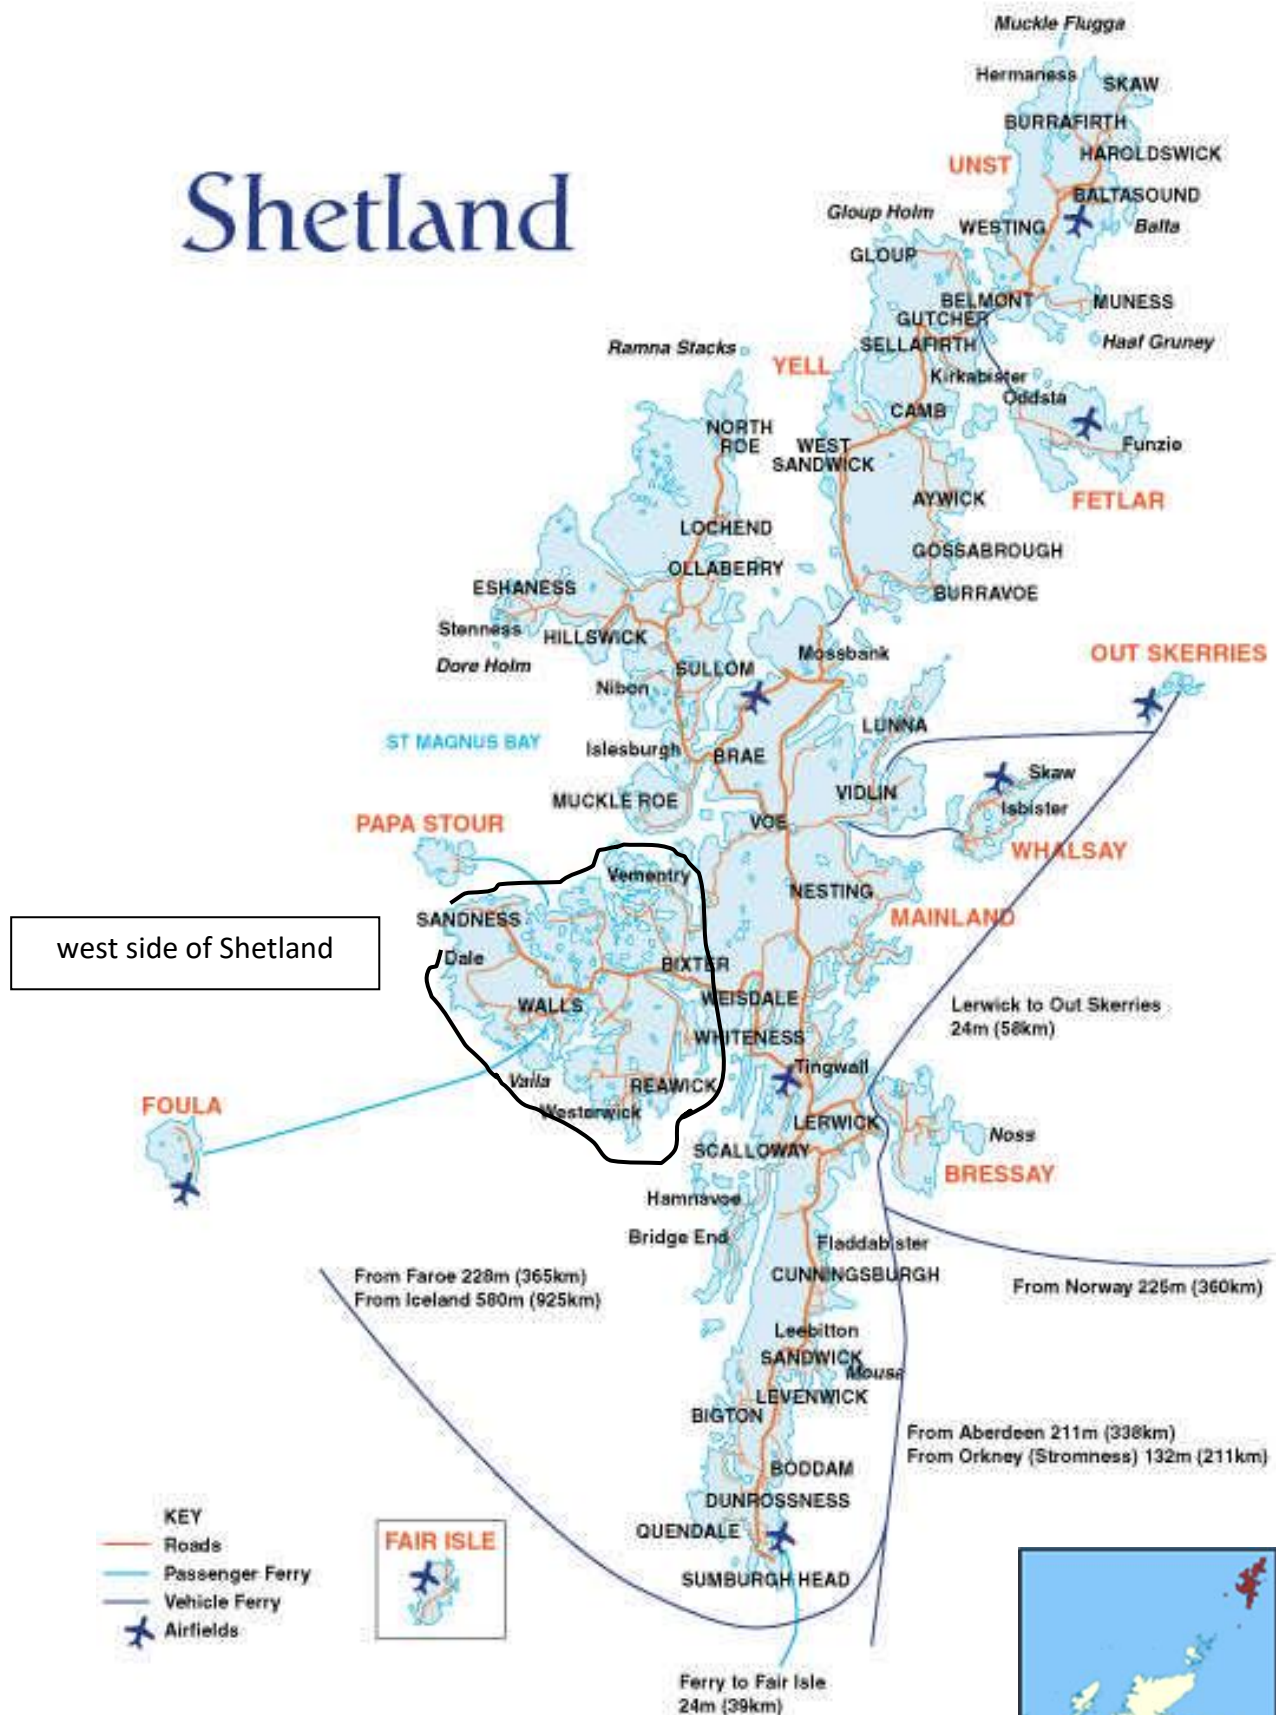 Muckle Flugga
Hermaness
SKAW
BURRAFIRTH
HAROLDSWICK
UNST
BALTASOUND
Shetland
Gloup Holm
WESTING
Balta
GLOUP
BELMONT
MUNESS
GUTCHER
Haaf Gruney
Ramna Stacks
SELLAFIRTH
YELL
Kirkabister
Oddsta
CAMB
NORTH
ROE
WEST
SANDWICK
Funzie
AYWICK
FETLAR
LOCHEND
GOSSABROUGH
OLLABERRY
ESHANESS
BURRAVOE
Stenness
HILLSWICK
Mossbank
OUT SKERRIES
Dore Holm
SULLOM
Nibon
LUNNA
ST MAGNUS BAY
Islesburgh
BRAE
Skaw
VIDLIN
MUCKLE ROE
Isbister
PAPA STOUR
VOE
WHALSAY
Vementry
NESTING
SANDNESS
MAINLAND
west side of Shetland
Dale
BIXTER
WALLS
WEISDALE
Lerwick to Out Skerries
24m (58km)
WHITENESS
Tingwall
Vaila
REAWICK
FOULA
Westerwick
LERWICK
Noss
SCALLOWAY
BRESSAY
Hamnavoe
Bridge End
Fladdabister
From Faroe 228m (365km)
From Iceland 580m (925km)
CUNNINGSBURGH
From Norway 225m (360km)
Leebitton
SANDWICK
Mousa
LEVENWICK
BIGTON
From Aberdeen 211m (338km)
From Orkney (Stromness) 132m (211km)
BODDAM
DUNROSSNESS
KEY
Roads
Passenger Ferry
Vehicle Ferry
Airfields
FAIR ISLE
QUENDALE
SUMBURGH HEAD
Ferry to Fair Isle
24m (39km)